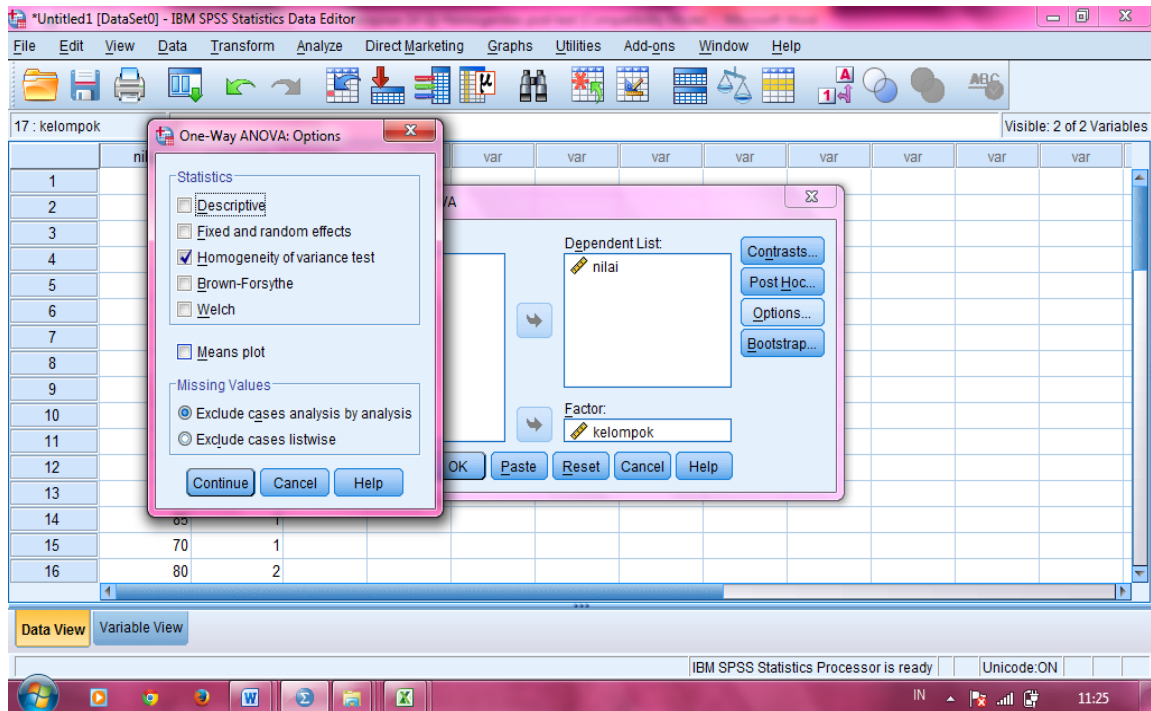 *Untitled1 [DataSet0] - IBM SPSS Statistics Data Editor
File Edit View Data Transform Analyze Direct Marketing Graphs Utilities Add-ons Window Help
17 : kelompok
Visible: 2 of 2 Variables
var var var var var var var var
One-Way ANOVA: Options
Statistics
Descriptive
Fixed and random effects
Homogeneity of variance test
Brown-Forsythe
Welch
Means plot
Missing Values
Exclude cases analysis by analysis
Exclude cases listwise
Continue Cancel Help
Dependent List:
nilai
Factor:
kelompok
Contrasts...
Post Hoc...
Options...
Bootstrap...
OK Paste Reset Cancel Help
1
2
3
4
5
6
7
8
9
10
11
12
13
14 85 1
15 70 1
16 80 2
Data View Variable View
IBM SPSS Statistics Processor is ready Unicode:ON
IN 11:25